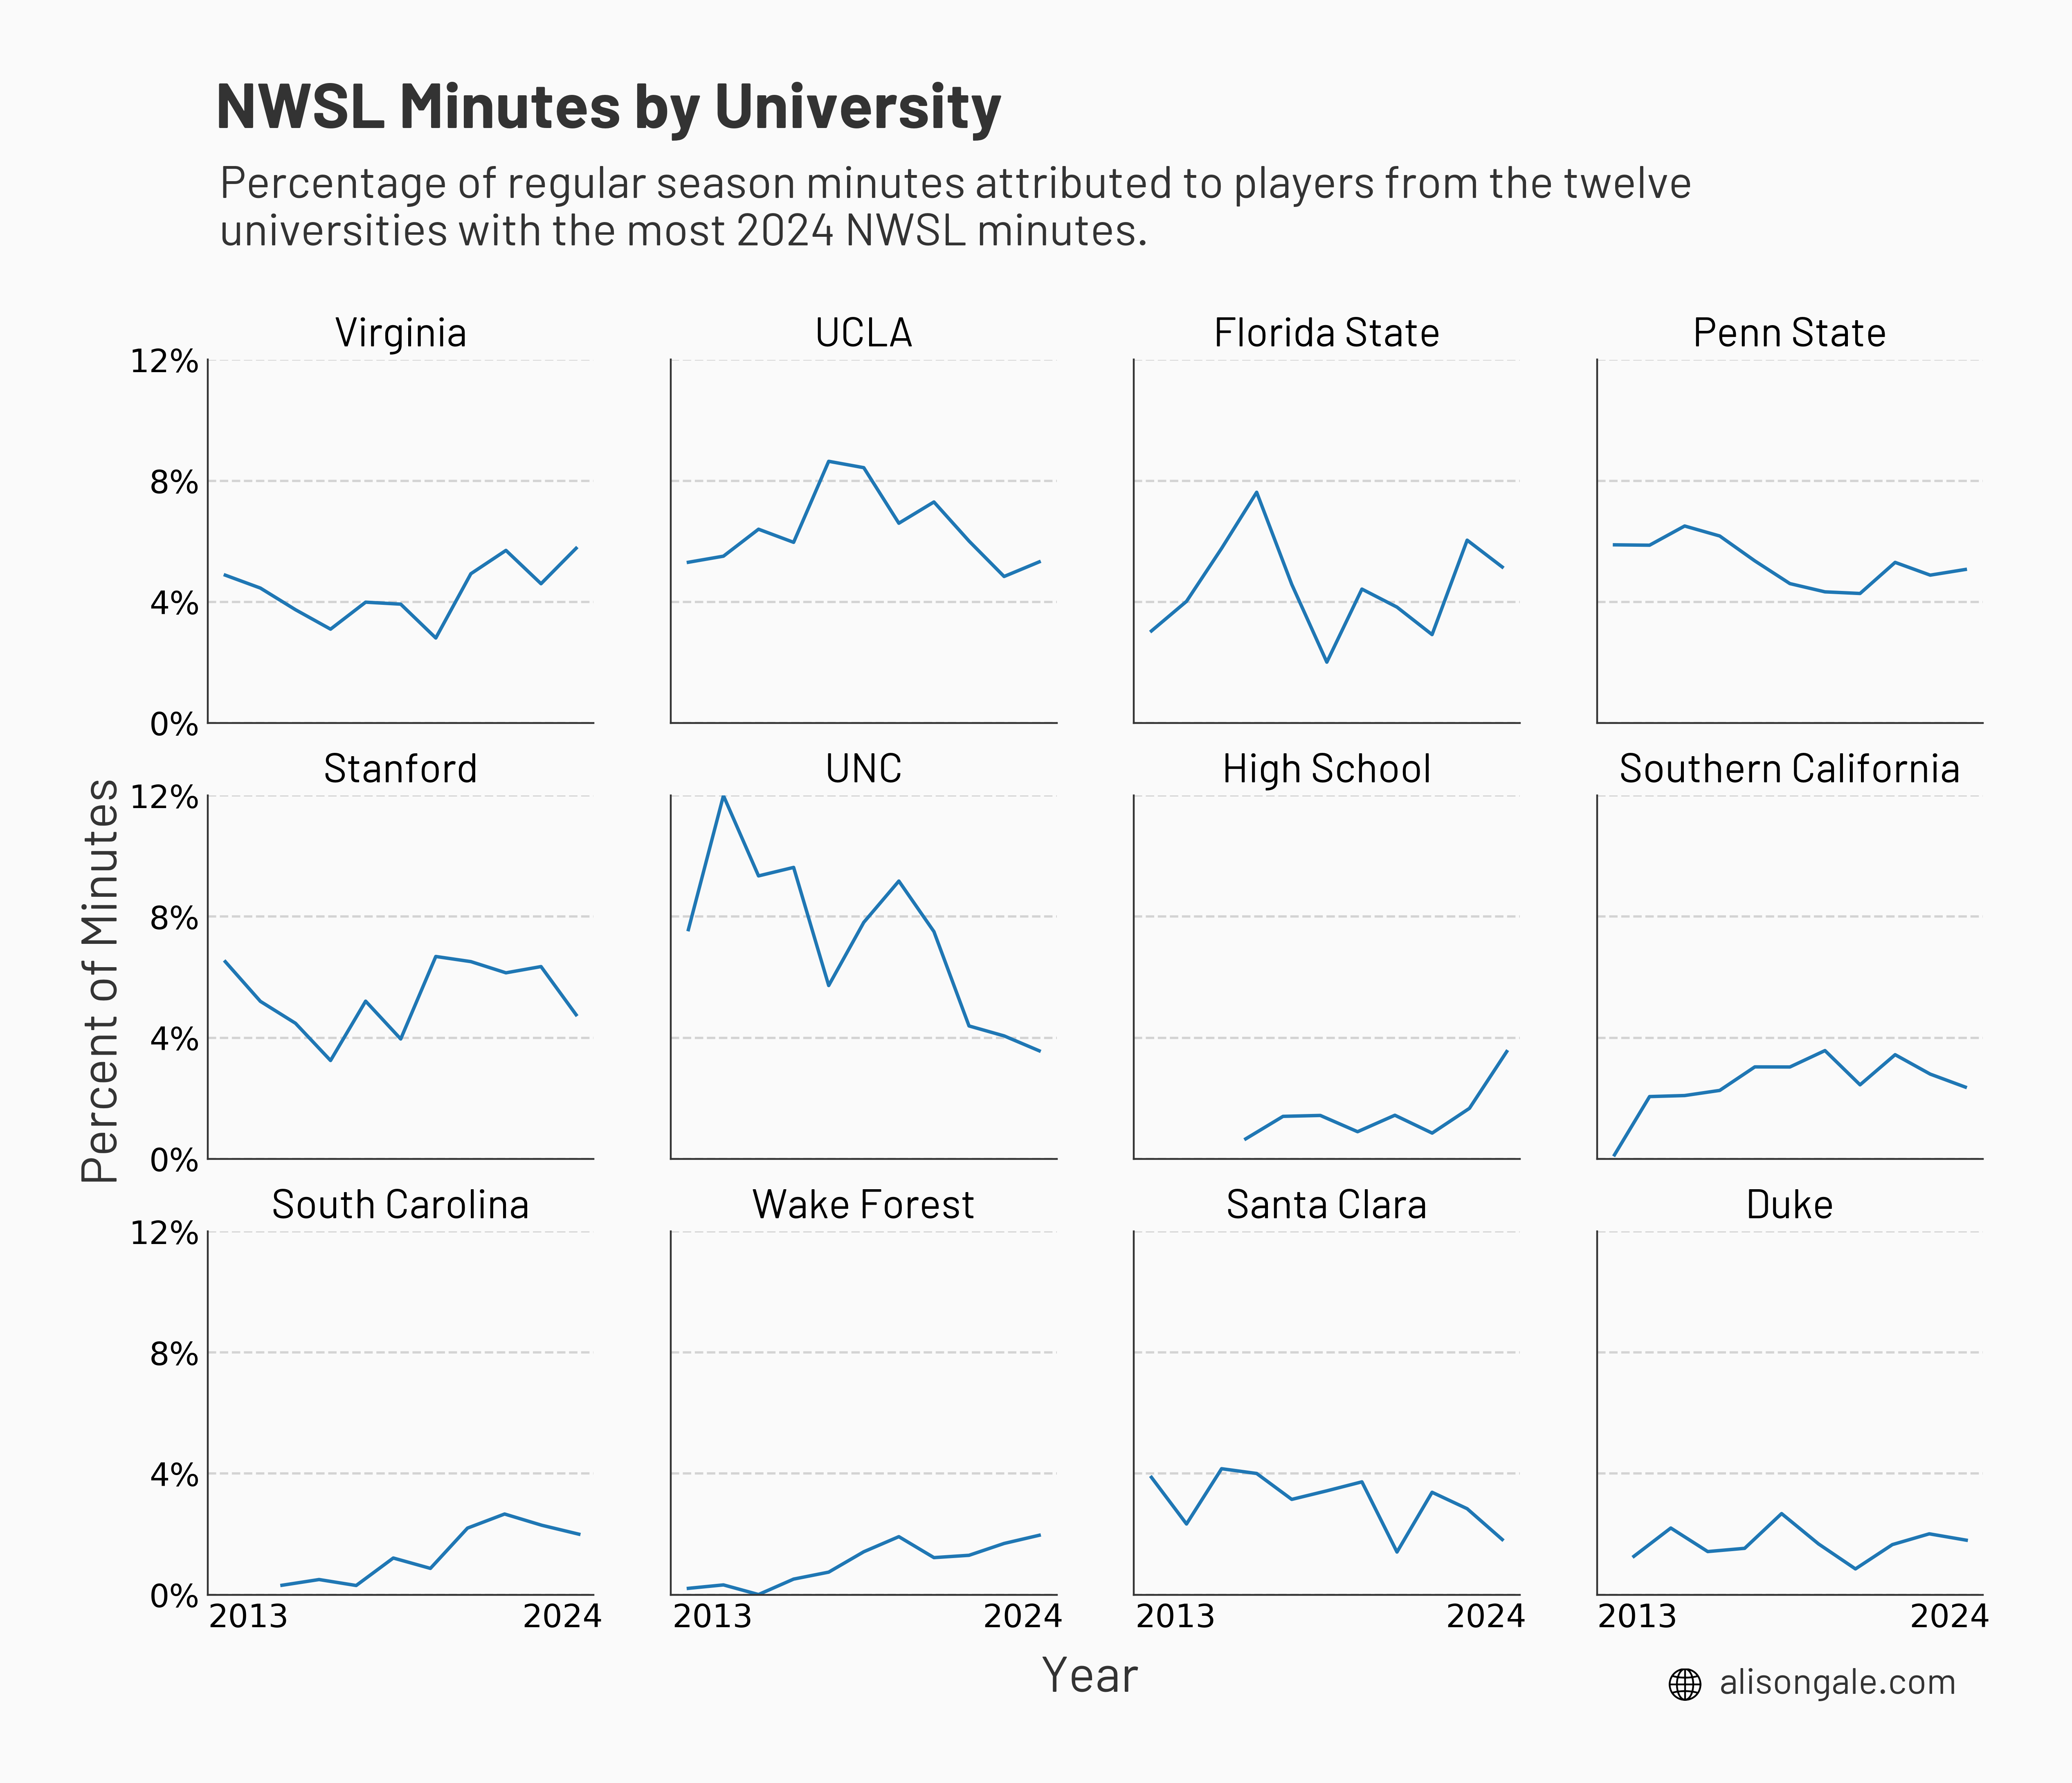 NWSL Minutes by University
Percentage of regular season minutes attributed to players from the twelve
universities with the most 2024 NWSL minutes.
Virginia
UCLA
Florida State
Penn State
12%
8%
4%
0%
Stanford
UNC
High School
Southern California
12%
8%
4%
0%
Percent of Minutes
South Carolina
Wake Forest
Santa Clara
Duke
12%
8%
4%
0%
2013 2024
2013 2024
2013 2024
2013 2024
Year
alisongale.com